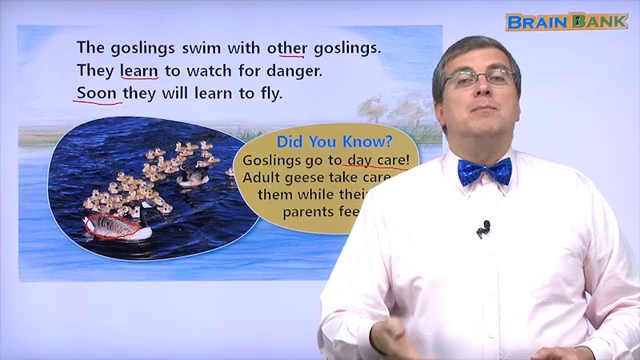 BRAIN BANK
The goslings swim with other goslings.
They learn to watch for danger.
Soon they will learn to fly.
Did You Know?
Goslings go to day care!
Adult geese take care
them while their
parents fee